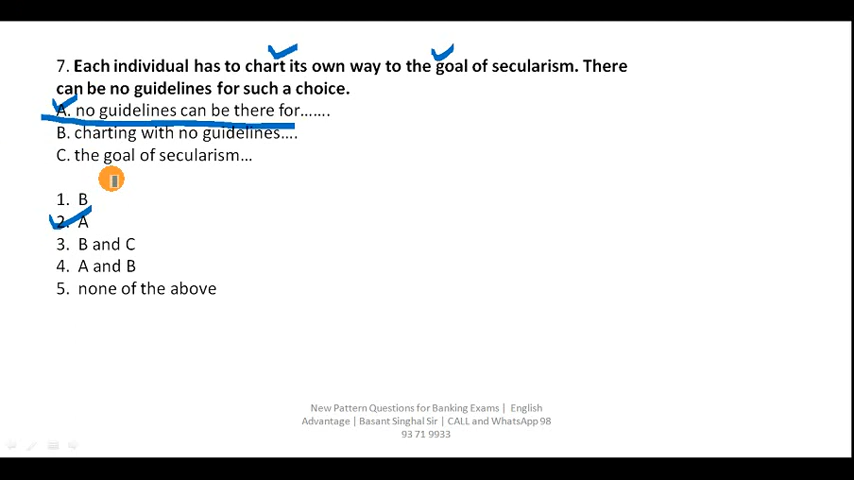 7. Each individual has to chart its own way to the goal of secularism. There
can be no guidelines for such a choice.
A. no guidelines can be there for…….
B. charting with no guidelines….
C. the goal of secularism…
1. B
2. A
3. B and C
4. A and B
5. none of the above
New Pattern Questions for Banking Exams | English
Advantage | Basant Singhal Sir | CALL and WhatsApp 98
93 71 9933